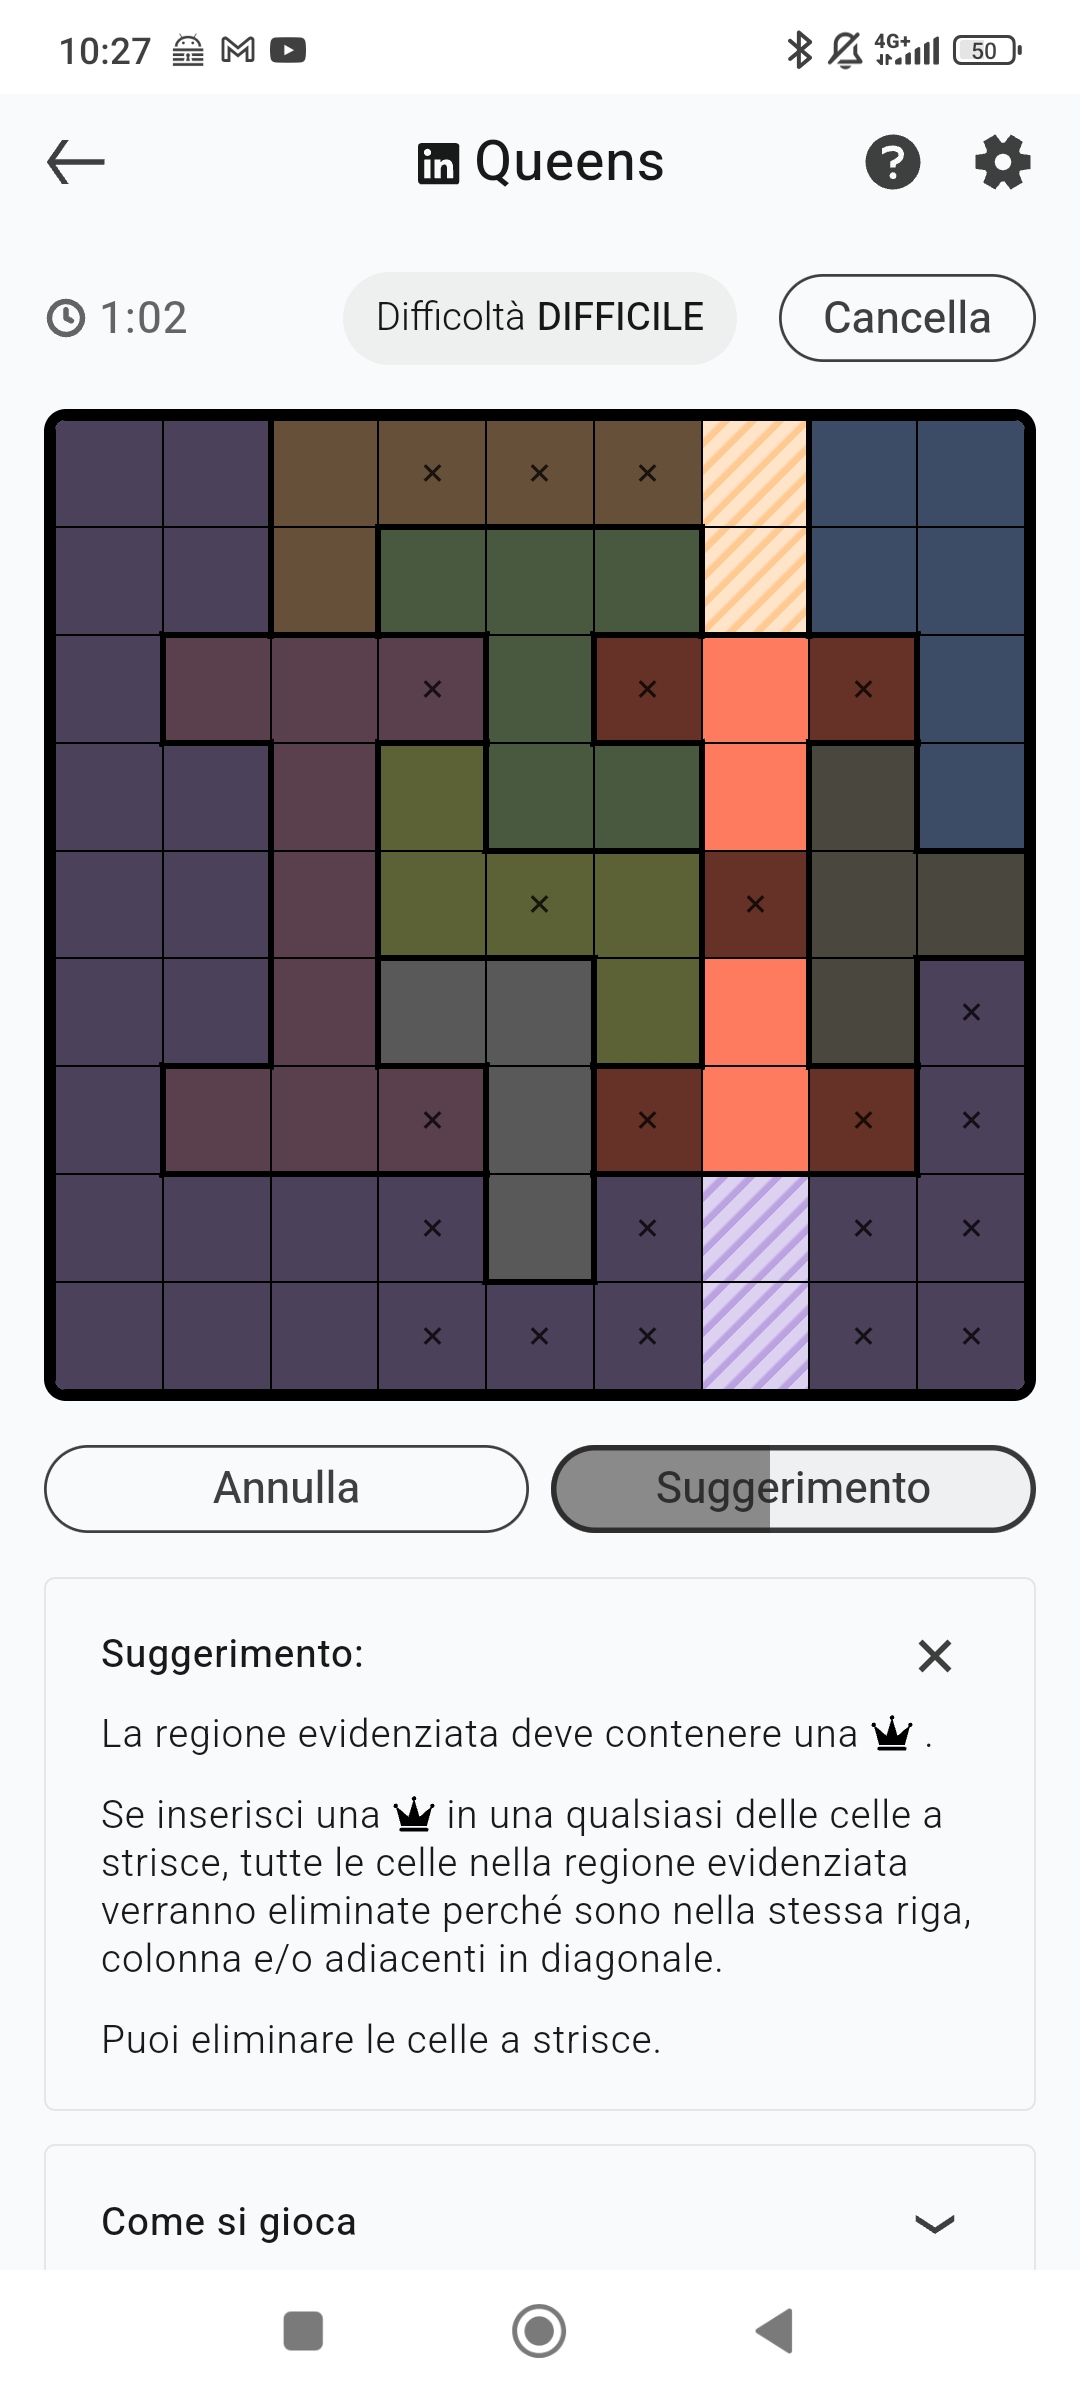 10:27
4G+
50
in Queens
?
1:02
Difficoltà DIFFICILE
Cancella
Annulla
Suggerimento
Suggerimento:
La regione evidenziata deve contenere una .
Se inserisci una in una qualsiasi delle celle a
strisce, tutte le celle nella regione evidenziata
verranno eliminate perché sono nella stessa riga,
colonna e/o adiacenti in diagonale.
Puoi eliminare le celle a strisce.
Come si gioca